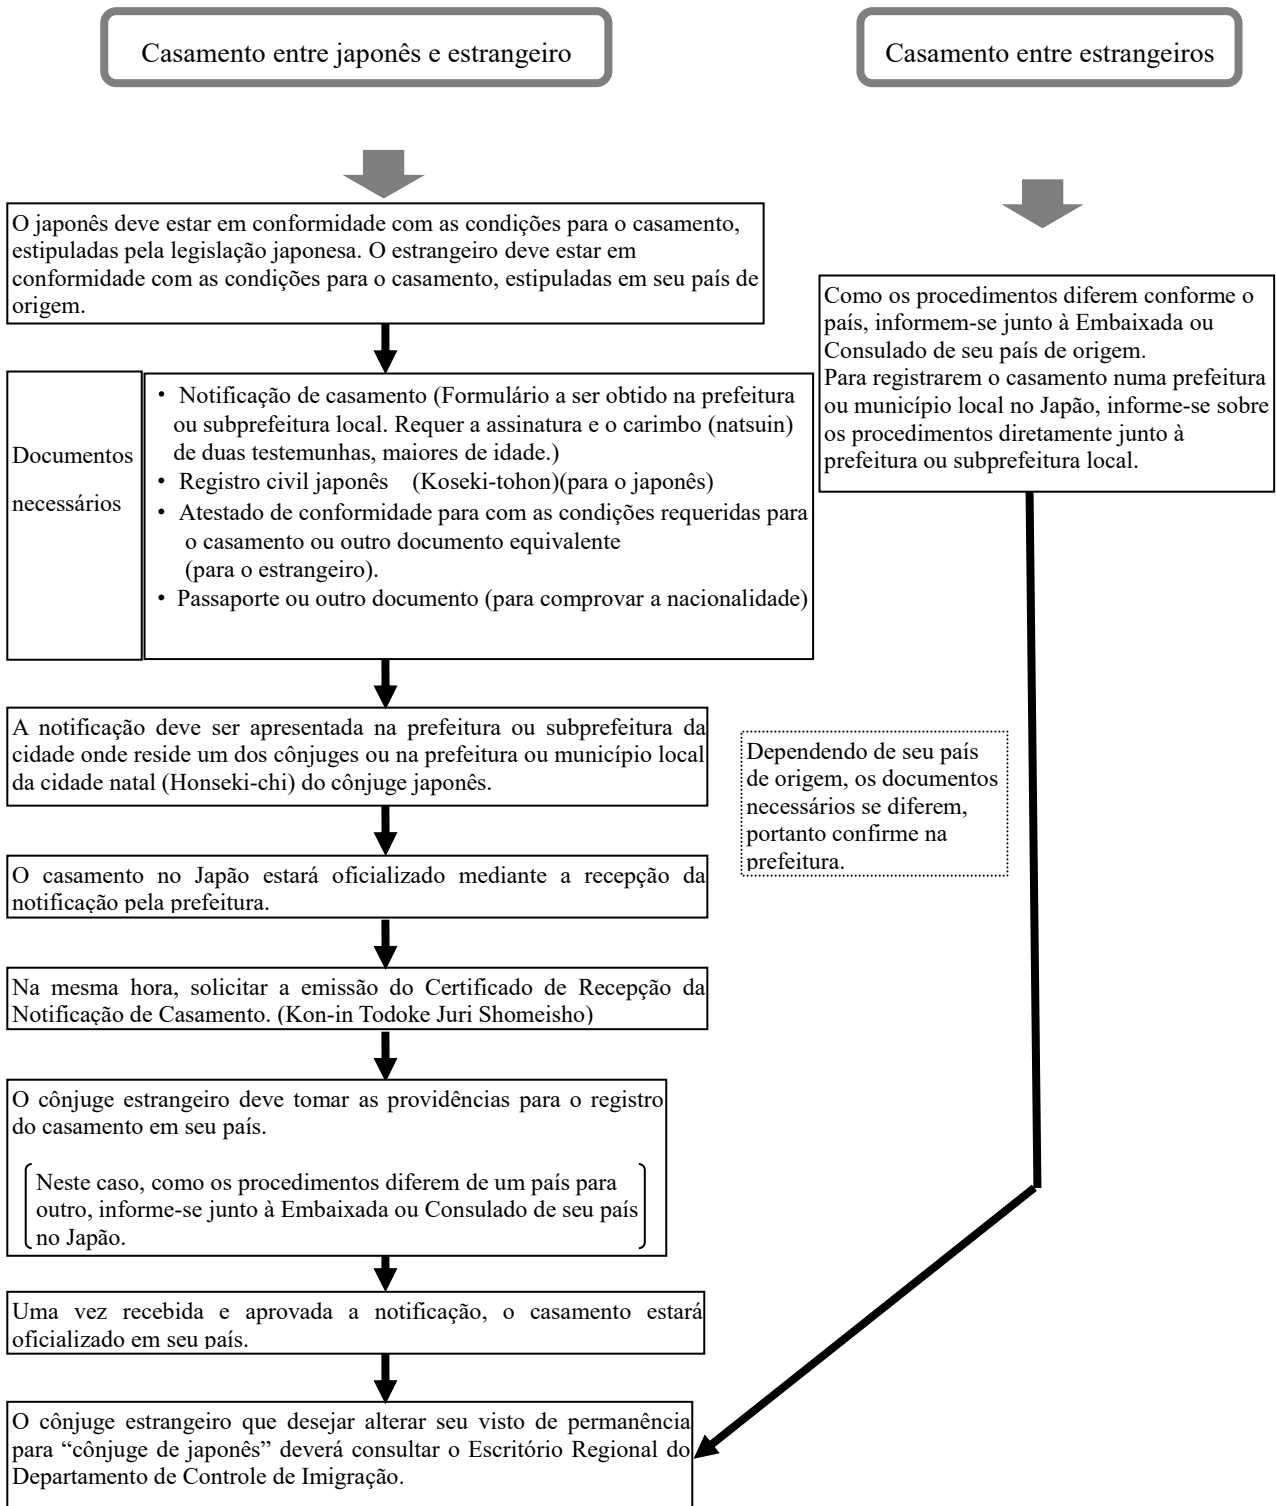 Casamento entre japonês e estrangeiro
Casamento entre estrangeiros
O japonês deve estar em conformidade com as condições para o casamento,
estipuladas pela legislação japonesa. O estrangeiro deve estar em
conformidade com as condições para o casamento, estipuladas em seu país de
origem.
Como os procedimentos diferem conforme o
país, informem-se junto à Embaixada ou
Consulado de seu país de origem.
Para registrarem o casamento numa prefeitura
ou município local no Japão, informe-se sobre
os procedimentos diretamente junto à
prefeitura ou subprefeitura local.
Documentos
necessários
・ Notificação de casamento (Formulário a ser obtido na prefeitura
ou subprefeitura local. Requer a assinatura e o carimbo (natsuin)
de duas testemunhas, maiores de idade.)
・ Registro civil japonês (Koseki-tohon)(para o japonês)
・ Atestado de conformidade para com as condições requeridas para
o casamento ou outro documento equivalente
(para o estrangeiro).
・ Passaporte ou outro documento (para comprovar a nacionalidade)
A notificação deve ser apresentada na prefeitura ou subprefeitura da
cidade onde reside um dos cônjuges ou na prefeitura ou município local
da cidade natal (Honseki-chi) do cônjuge japonês.
Dependendo de seu país
de origem, os documentos
necessários se diferem,
portanto confirme na
prefeitura.
O casamento no Japão estará oficializado mediante a recepção da
notificação pela prefeitura.
Na mesma hora, solicitar a emissão do Certificado de Recepção da
Notificação de Casamento. (Kon-in Todoke Juri Shomeisho)
O cônjuge estrangeiro deve tomar as providências para o registro
do casamento em seu país.
Neste caso, como os procedimentos diferem de um país para
outro, informe-se junto à Embaixada ou Consulado de seu país
no Japão.
Uma vez recebida e aprovada a notificação, o casamento estará
oficializado em seu país.
O cônjuge estrangeiro que desejar alterar seu visto de permanência
para “cônjuge de japonês” deverá consultar o Escritório Regional do
Departamento de Controle de Imigração.